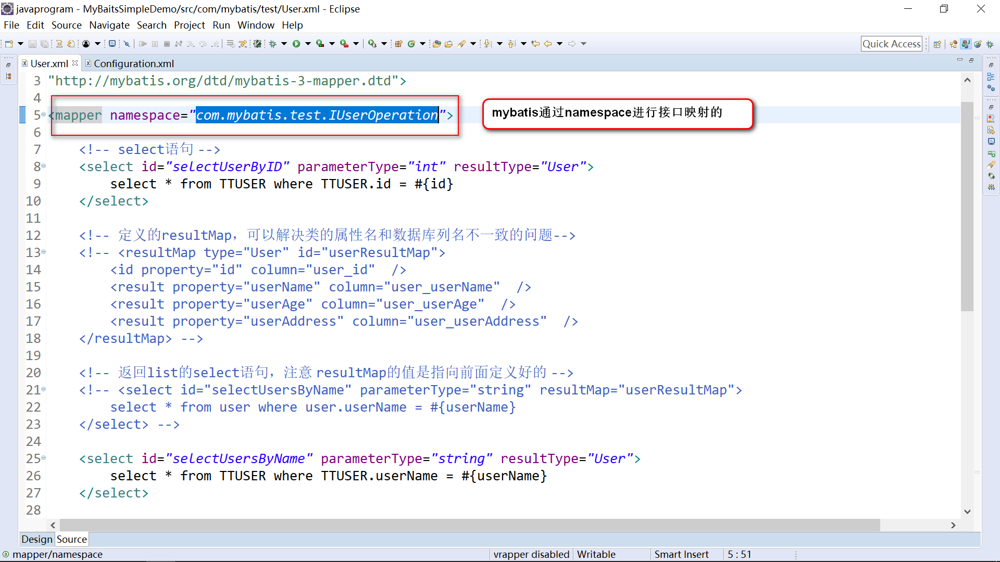 javaprogram - MyBaitsSimpleDemo/src/com/mybatis/test/User.xml - Eclipse
File Edit Source Navigate Search Project Run Window Help
Quick Access
User.xml Configuration.xml
3 "http://mybatis.org/dtd/mybatis-3-mapper.dtd">
4
5 <mapper namespace="com.mybatis.test.IUserOperation">
mybatis通过namespace进行接口映射的
6
7 <!-- select语句 -->
8 <select id="selectUserByID" parameterType="int" resultType="User">
9 select * from TTUSER where TTUSER.id = #{id}
10 </select>
11
12 <!-- 定义的resultMap，可以解决类的属性名和数据库列名不一致的问题-->
13 <!-- <resultMap type="User" id="userResultMap">
14 <id property="id" column="user_id" />
15 <result property="userName" column="user_userName" />
16 <result property="userAge" column="user_userAge" />
17 <result property="userAddress" column="user_userAddress" />
18 </resultMap> -->
19
20 <!-- 返回list的select语句，注意 resultMap的值是指向前面定义好的 -->
21 <!-- <select id="selectUsersByName" parameterType="string" resultMap="userResultMap">
22 select * from user where user.userName = #{userName}
23 </select> -->
24
25 <select id="selectUsersByName" parameterType="string" resultType="User">
26 select * from TTUSER where TTUSER.userName = #{userName}
27 </select>
28
Design Source
mapper/namespace vrapper disabled Writable Smart Insert 5 : 51